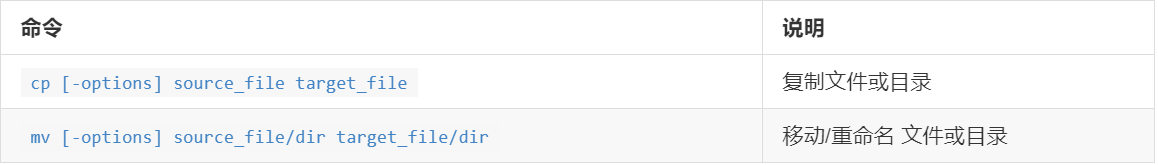 命令 说明
cp [-options] source_file target_file 复制文件或目录
mv [-options] source_file/dir target_file/dir 移动/重命名 文件或目录